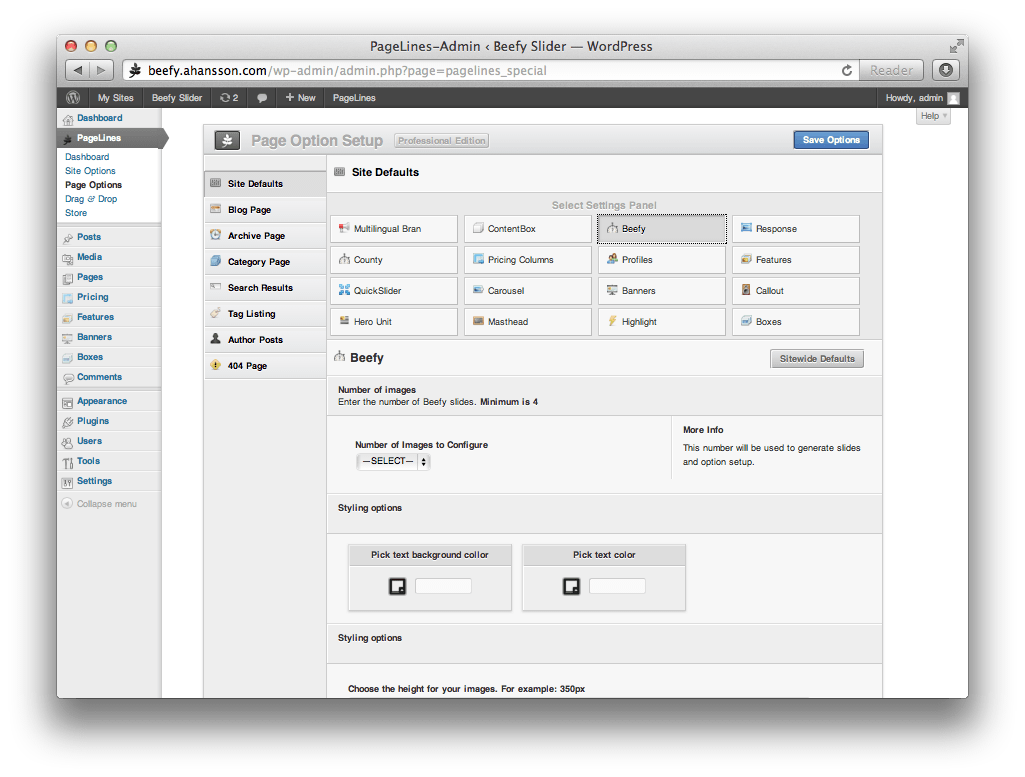 PageLines-Admin ‹ Beefy Slider — WordPress
beefy.ahansson.com/wp-admin/admin.php?page=pagelines_special
Reader
My Sites
Beefy Slider
2
+ New
PageLines
Howdy, admin
Help
Dashboard
PageLines
Dashboard
Site Options
Page Options
Drag & Drop
Store
Posts
Media
Pages
Pricing
Features
Banners
Boxes
Comments
Appearance
Plugins
Users
Tools
Settings
Collapse menu
Page Option Setup
Professional Edition
Save Options
Site Defaults
Blog Page
Archive Page
Category Page
Search Results
Tag Listing
Author Posts
404 Page
Site Defaults
Select Settings Panel
Multilingual Bran
ContentBox
Beefy
Response
County
Pricing Columns
Profiles
Features
QuickSlider
Carousel
Banners
Callout
Hero Unit
Masthead
Highlight
Boxes
Beefy
Sitewide Defaults
Number of images
Enter the number of Beefy slides. Minimum is 4
Number of Images to Configure
—SELECT—
More Info
This number will be used to generate slides
and option setup.
Styling options
Pick text background collor
Pick text color
Styling options
Choose the height for your images. For example: 350px